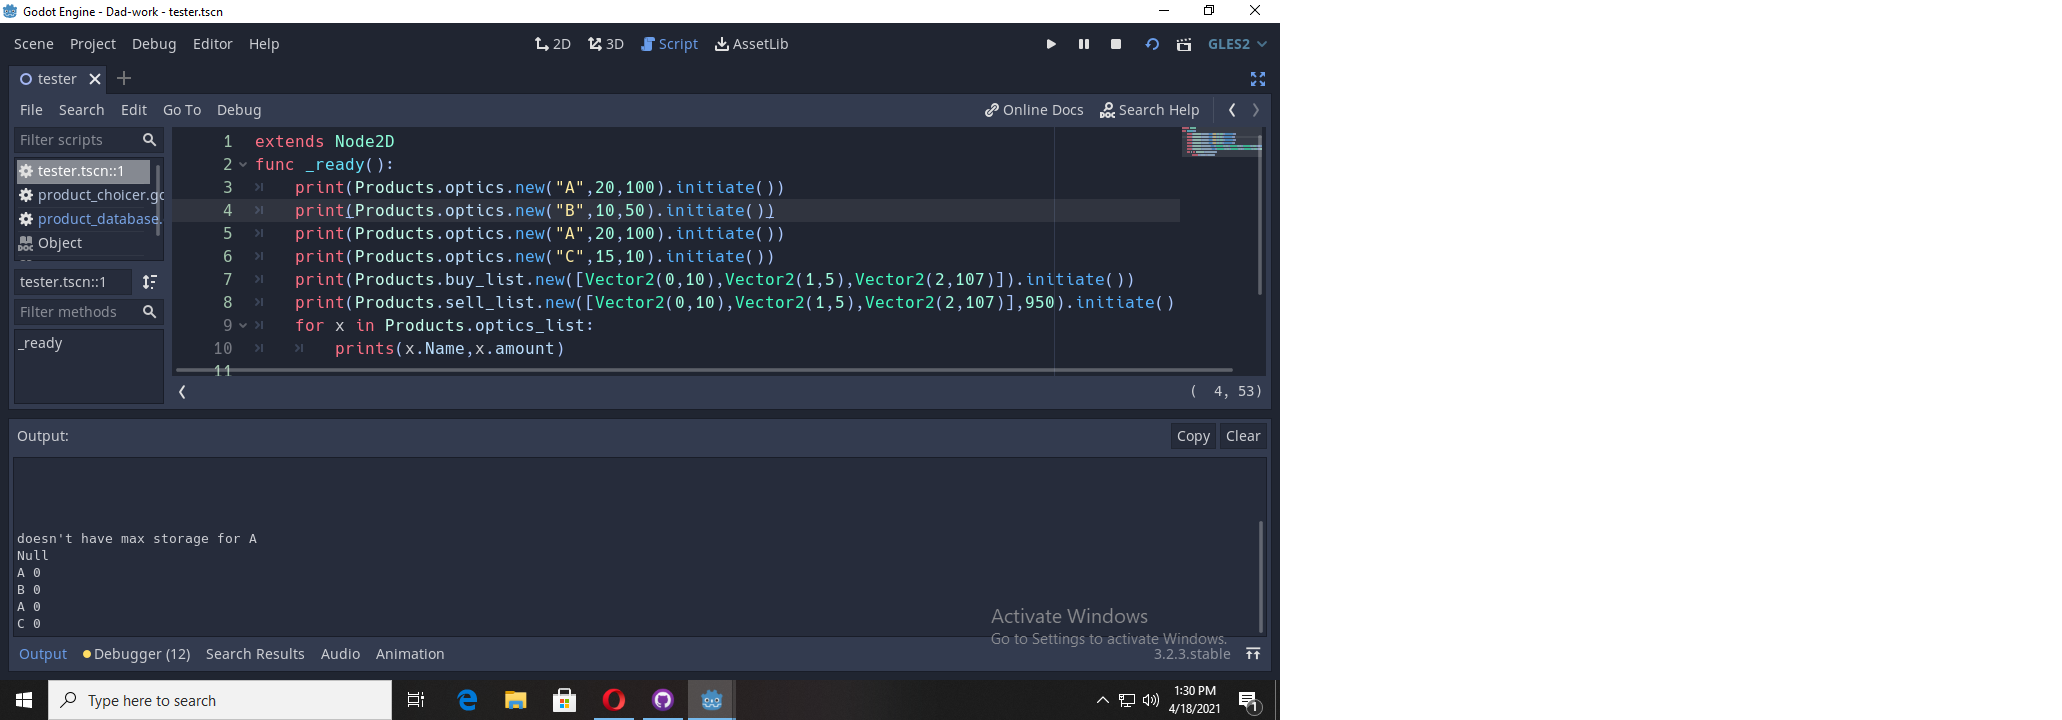 Godot Engine - Dad-work - tester.tscn
Scene Project Debug Editor Help 2D 3D Script AssetLib GLES2
tester
File Search Edit Go To Debug Online Docs Search Help
Filter scripts
tester.tscn::1
product_choicer.gd
product_database.
Object
tester.tscn::1
Filter methods
_ready
1 extends Node2D
2 func _ready():
3 print(Products.optics.new("A",20,100).initiate())
4 print(Products.optics.new("B",10,50).initiate())
5 print(Products.optics.new("A",20,100).initiate())
6 print(Products.optics.new("C",15,10).initiate())
7 print(Products.buy_list.new([Vector2(0,10),Vector2(1,5),Vector2(2,107)]).initiate())
8 print(Products.sell_list.new([Vector2(0,10),Vector2(1,5),Vector2(2,107)],950).initiate()
9 for x in Products.optics_list:
10 prints(x.Name,x.amount)
11
( 4, 53)
Output: Copy Clear
doesn't have max storage for A
Null
A 0
B 0
A 0
C 0
Activate Windows
Go to Settings to activate Windows.
Output Debugger (12) Search Results Audio Animation 3.2.3.stable
Type here to search
1:30 PM
4/18/2021
1